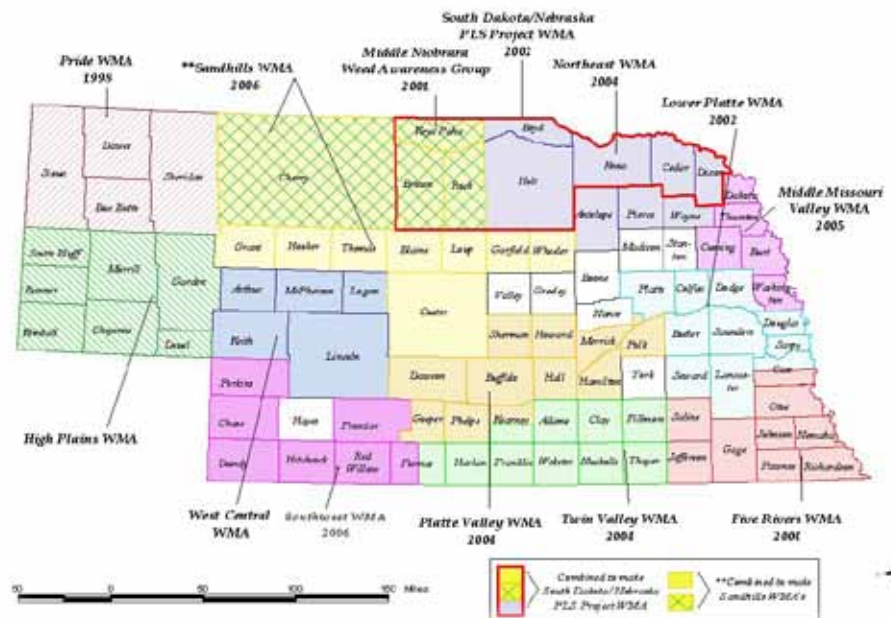 South Dakota/Nebraska
PLS Project WMA
2002
Pride WMA
1998
**Sandhills WMA
2006
Middle Niobrara
Weed Awareness Group
2001
Northeast WMA
2004
Lower Platte WMA
2002
Middle Missouri
Valley WMA
2005
Sioux
Dawes
Box Butte
Sheridan
Cherry
Keya Paha
Boyd
Brown
Rock
Holt
Knox
Cedar
Dixon
Dakota
Antelope
Pierce
Wayne
Thurston
Scotts Bluff
Banner
Kimball
Morrill
Cheyenne
Garden
Deuel
Grant
Hooker
Thomas
Blaine
Loup
Garfield
Wheeler
Madison
Stan-
ton
Cuming
Burt
Arthur
McPherson
Logan
Custer
Valley
Greeley
Boone
Nance
Platte
Colfax
Dodge
Washing-
ton
Keith
Lincoln
Sherman
Howard
Merrick
Polk
Butler
Saunders
Douglas
Sarpy
Perkins
Dawson
Buffalo
Hall
Hamilton
York
Seward
Lancas-
ter
Cass
Otoe
Chase
Hayes
Frontier
Gosper
Phelps
Kearney
Adams
Clay
Fillmore
Saline
Gage
Johnson
Nemaha
Dundy
Hitchcock
Red
Willow
Furnas
Harlan
Franklin
Webster
Nuckolls
Thayer
Jefferson
Pawnee
Richardson
High Plains WMA
West Central
WMA
Southwest WMA
2006
Platte Valley WMA
2004
Twin Valley WMA
2004
Five Rivers WMA
2001
50
0
50
100
150
Miles
Combined to make
South Dakota/Nebraska
PLS Project WMA
**Combined to make
Sandhills WMA's